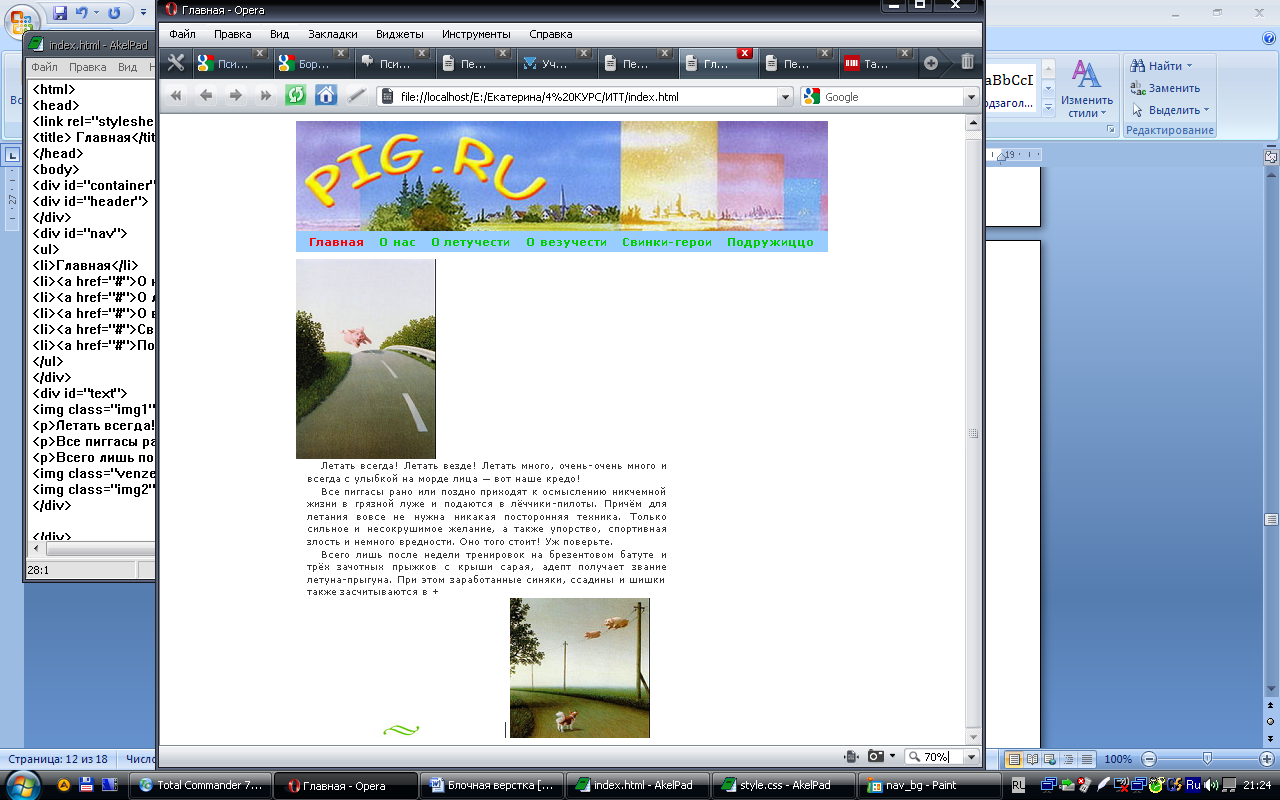 Главная - Opera
index.html - AkelPad
Файл Правка Вид Закладки Виджеты Инструменты Справка
Файл Правка Вид
Пси
Бор
Пси
Пе
Уч
Пе
Гл
Пе
Та
file://localhost/E:/Екатерина/4%20КУРС/ИТТ/index.html
Google
<html>
<head>
<link rel="styleshe
<title> Главная</tit
</head>
<body>
<div id="container"
<div id="header">
</div>
<div id="nav">
<ul>
<li>Главная</li>
<li><a href="#">О н
<li><a href="#">О л
<li><a href="#">О в
<li><a href="#">Св
<li><a href="#">По
</ul>
</div>
<div id="text">
<img class="img1"
<p>Летать всегда!
<p>Все пиггасы ра
<p>Всего лишь по
<img class="venze
<img class="img2"
</div>
</div>
28:1
PIG.RU
Главная О нас О летучести О везучести Свинки-герои Подружиццо
Летать всегда! Летать везде! Летать много, очень-очень много и
всегда с улыбкой на морде лица — вот наше кредо!
Все пиггасы рано или поздно приходят к осмыслению никчемной
жизни в грязной луже и подаются в лётчики-пилоты. Причём для
летания вовсе не нужна никакая посторонняя техника. Только
сильное и несокрушимое желание, а также упорство, спортивная
злость и немного вредности. Оно того стоит! Уж поверьте.
Всего лишь после недели тренировок на брезентовом батуте и
трёх зачотных прыжков с крыши сарая, адепт получает звание
летуна-прыгуна. При этом заработанные синяки, ссадины и шишки
также засчитываются в +
70%
aBbCcI
одзагол...
Изменить
стили
Найти
Заменить
Выделить
Редактирование
19
27
Страница: 12 из 18
Число
100%
Total Commander 7...
Главная - Opera
Блочная верстка [...
index.html - AkelPad
style.css - AkelPad
nav_bg - Paint
RL
Ru
21:24